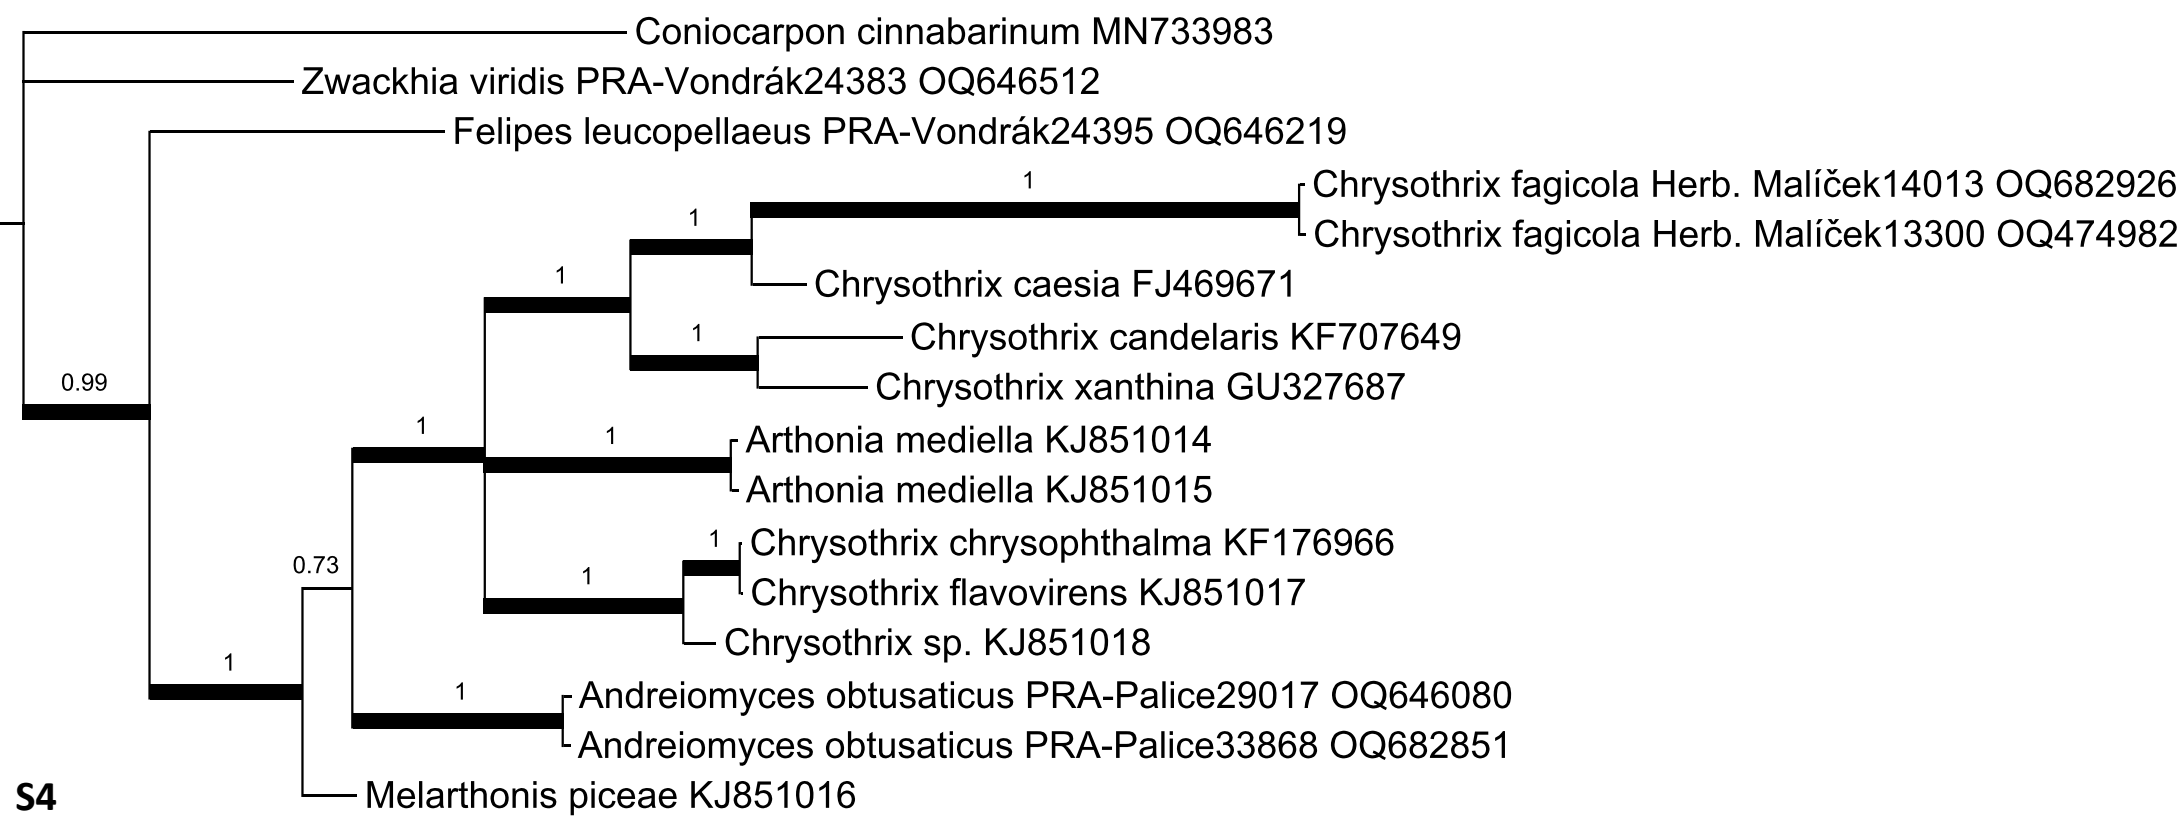 Coniocarpon cinnabarinum MN733983
Zwackhia viridis PRA-Vondrák24383 OQ646512
Felipes leucopellaeus PRA-Vondrák24395 OQ646219
1
Chrysothrix fagicola Herb. Malíček14013 OQ682926
1
Chrysothrix fagicola Herb. Malíček13300 OQ474982
1
Chrysothrix caesia FJ469671
1
Chrysothrix candelaris KF707649
0.99
Chrysothrix xanthina GU327687
1
1
Arthonia mediella KJ851014
Arthonia mediella KJ851015
1
Chrysothrix chrysophthalma KF176966
0.73
1
Chrysothrix flavovirens KJ851017
Chrysothrix sp. KJ851018
1
1
Andreiomyces obtusaticus PRA-Palice29017 OQ646080
Andreiomyces obtusaticus PRA-Palice33868 OQ682851
Melarthonis piceae KJ851016
S4